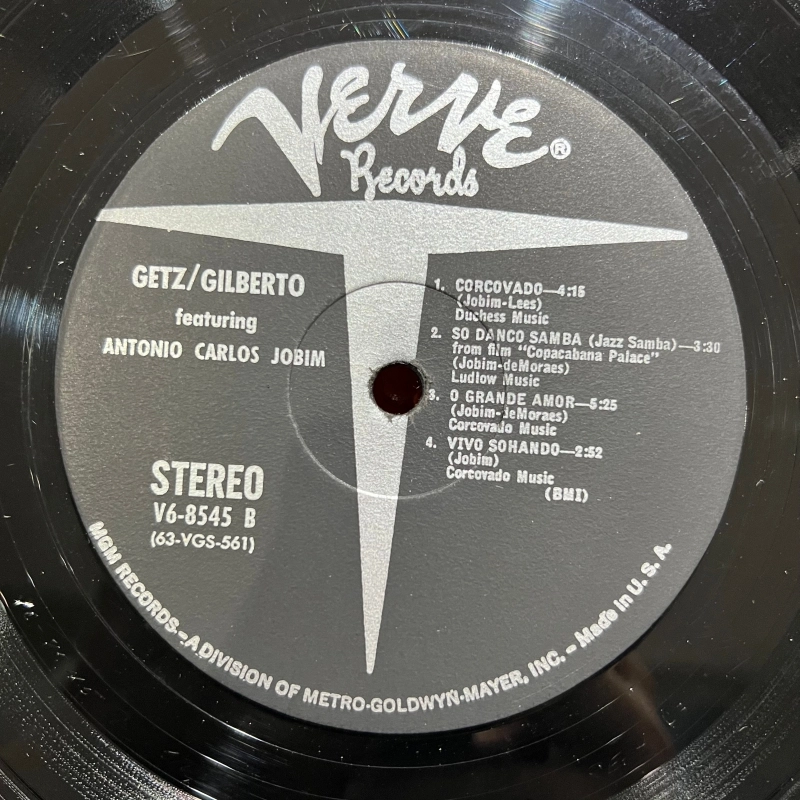 VERVE®
Records
GETZ/GILBERTO
featuring
ANTONIO CARLOS JOBIM
STEREO
V6-8545 B
(63-VGS-561)
1. CORCOVADO—4:15
(Jobim-Lees)
Duchess Music
2. SO DANCO SAMBA (Jazz Samba)—3:30
from film "Copacabana Palace"
(Jobim-deMoraes)
Ludlow Music
3. O GRANDE AMOR—5:25
(Jobim-deMoraes)
Corcovado Music
4. VIVO SOHANDO—2:52
(Jobim)
Corcovado Music
(BMI)
MGM RECORDS—A DIVISION OF METRO-GOLDWYN-MAYER, INC. – Made in U. S. A.